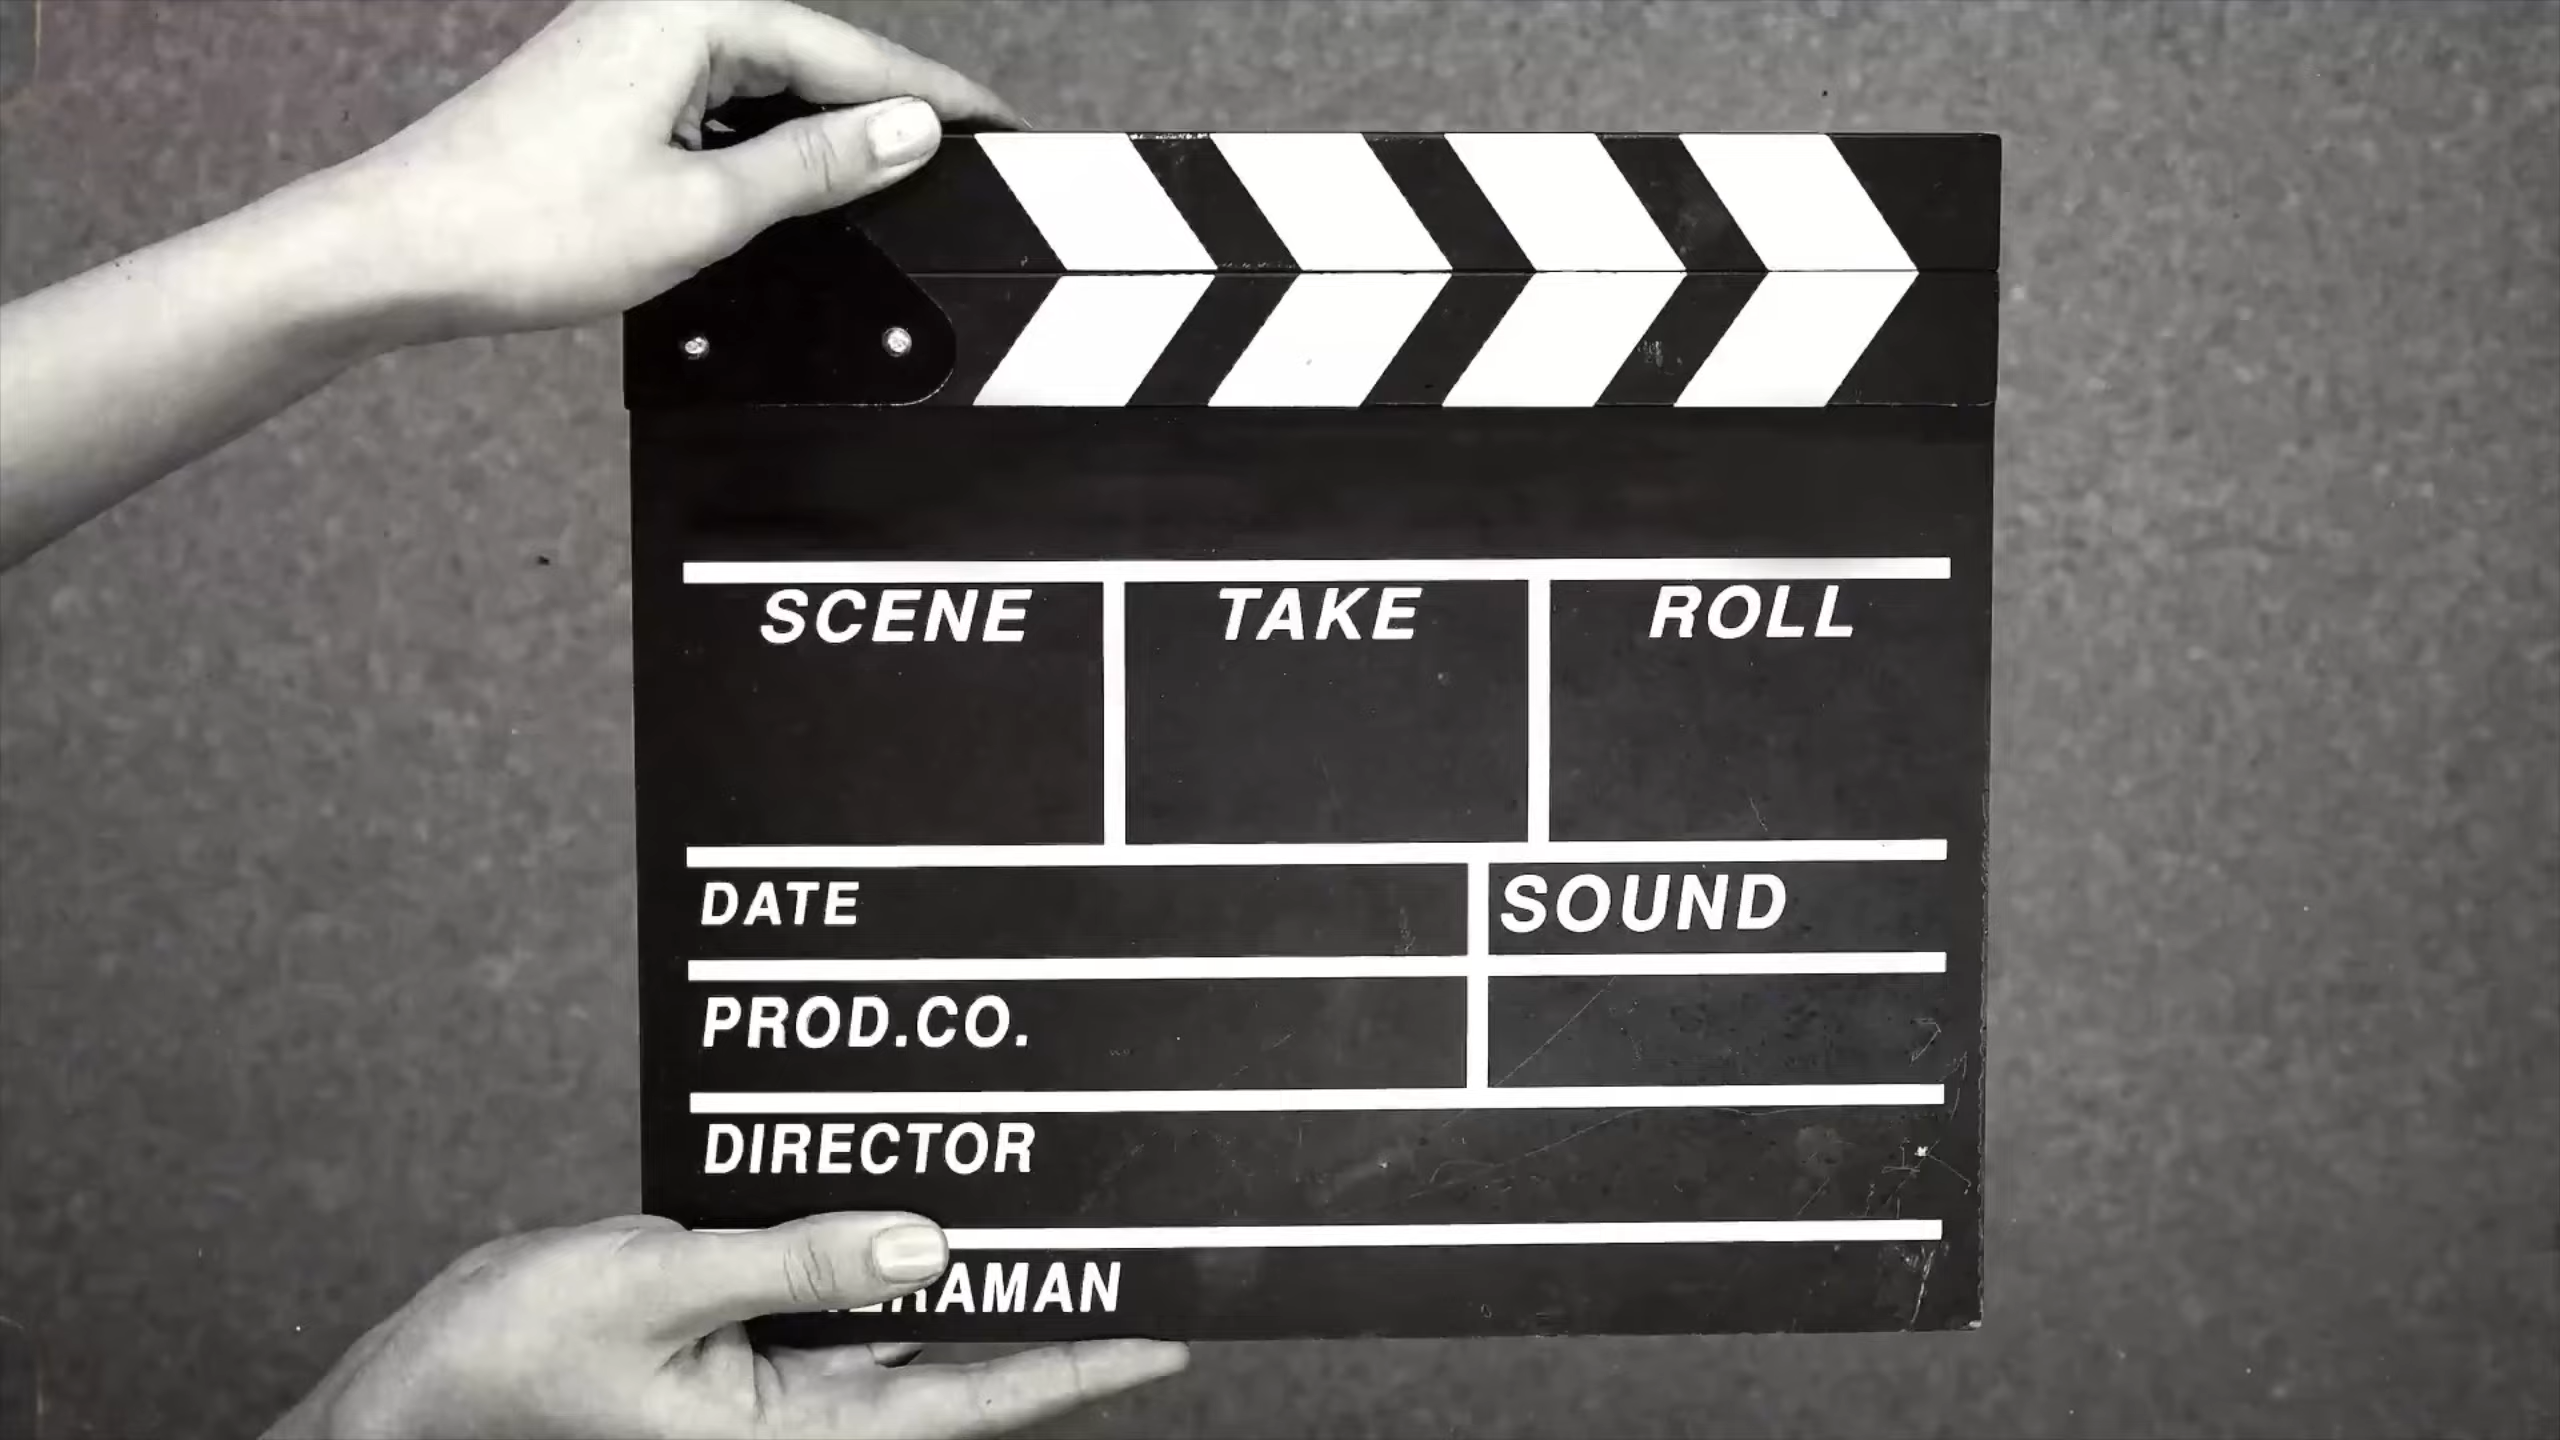 SCENE TAKE ROLL
DATE SOUND
PROD.CO.
DIRECTOR